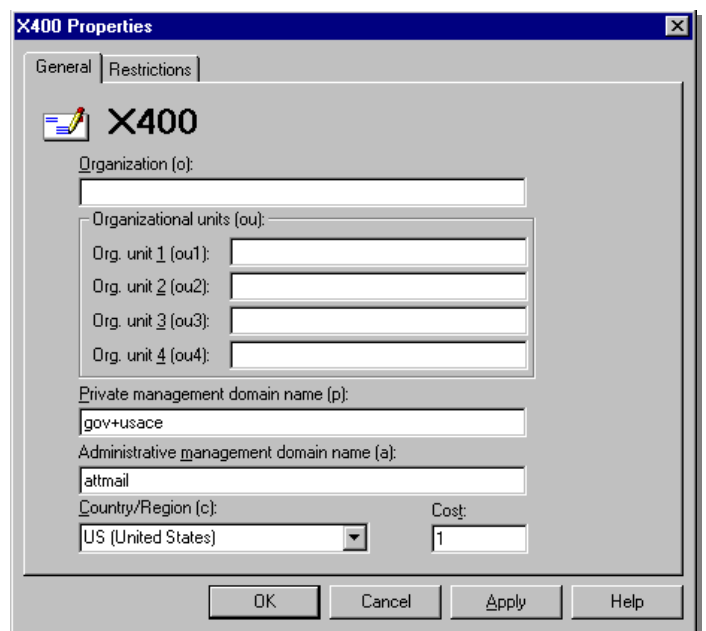 X400 Properties
General
Restrictions
X400
Organization (o):
Organizational units (ou):
Org. unit 1 (ou1):
Org. unit 2 (ou2):
Org. unit 3 (ou3):
Org. unit 4 (ou4):
Private management domain name (p):
gov+usace
Administrative management domain name (a):
attmail
Country/Region (c):
Cost:
US (United States)
1
OK
Cancel
Apply
Help